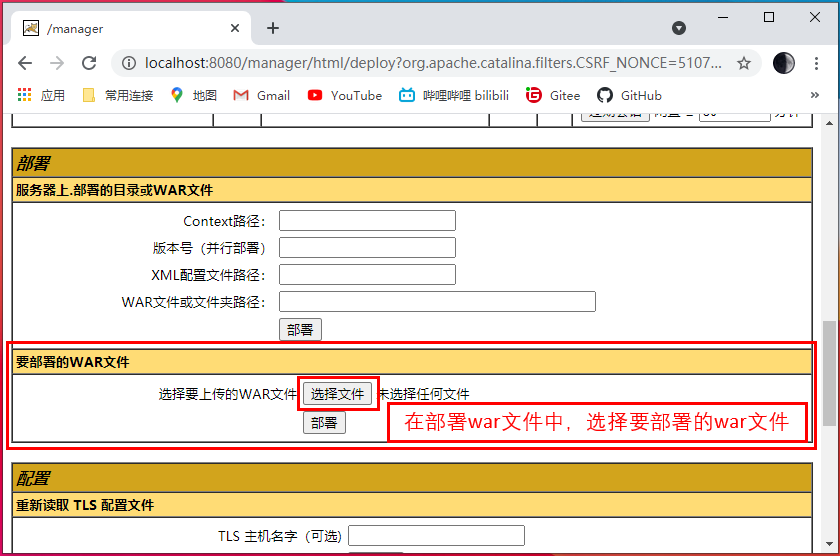 /manager
localhost:8080/manager/html/deploy?org.apache.catalina.filters.CSRF_NONCE=5107...
应用 常用连接 地图 Gmail YouTube 哔哩哔哩 bilibili Gitee GitHub »
部署
服务器上.部署的目录或WAR文件
Context路径：
版本号（并行部署）
XML配置文件路径：
WAR文件或文件夹路径：
部署
要部署的WAR文件
选择要上传的WAR文件 选择文件 未选择任何文件
部署
在部署war文件中，选择要部署的war文件
配置
重新读取 TLS 配置文件
TLS 主机名字（可选)